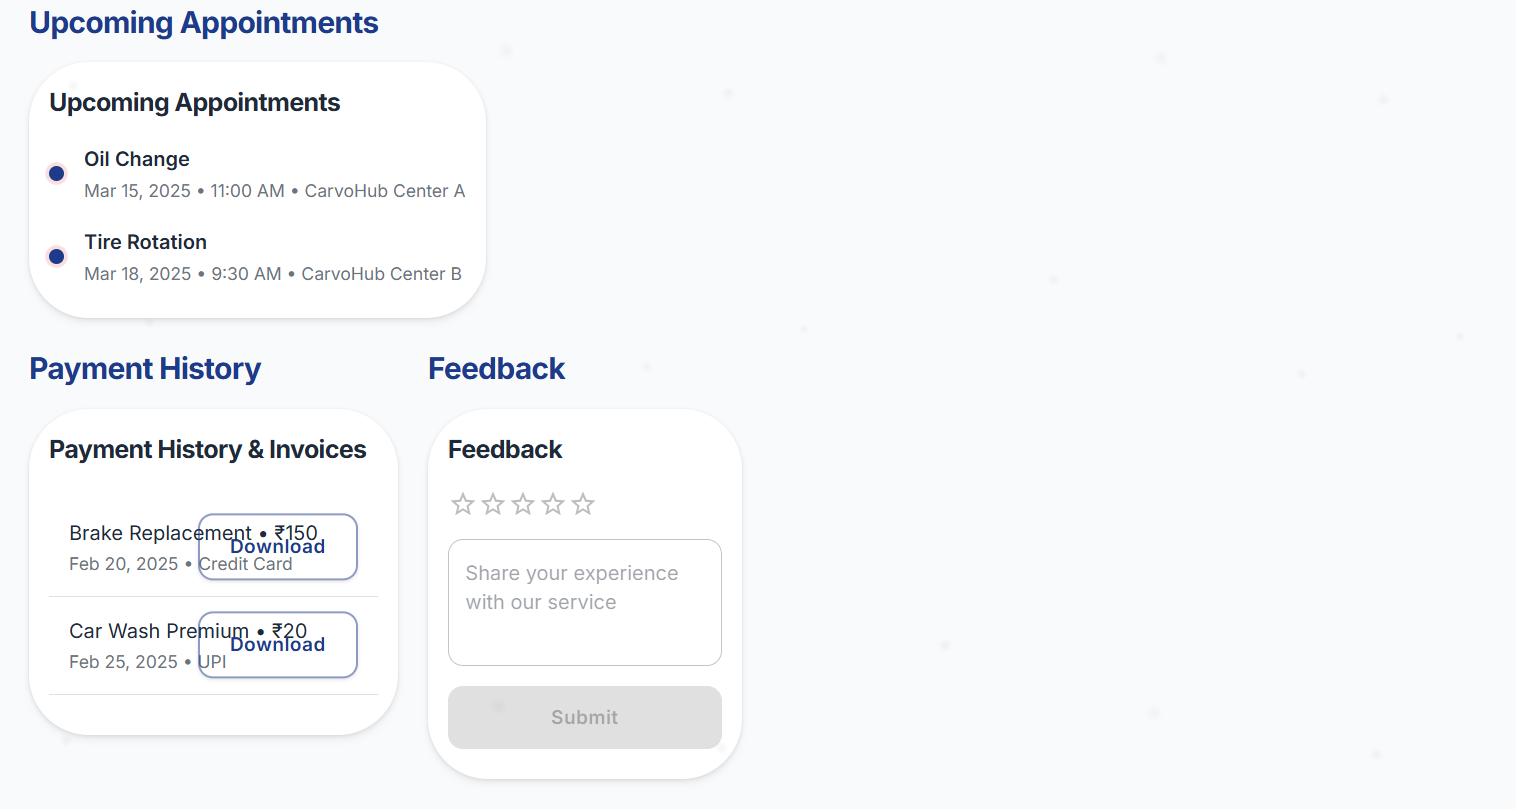 Upcoming Appointments
Upcoming Appointments
Oil Change
Mar 15, 2025 • 11:00 AM • CarvoHub Center A
Tire Rotation
Mar 18, 2025 • 9:30 AM • CarvoHub Center B
Payment History
Payment History & Invoices
Brake Replacement • ₹150
Download
Feb 20, 2025 • Credit Card
Car Wash Premium • ₹20
Download
Feb 25, 2025 • UPI
Feedback
Feedback
Share your experience
with our service
Submit